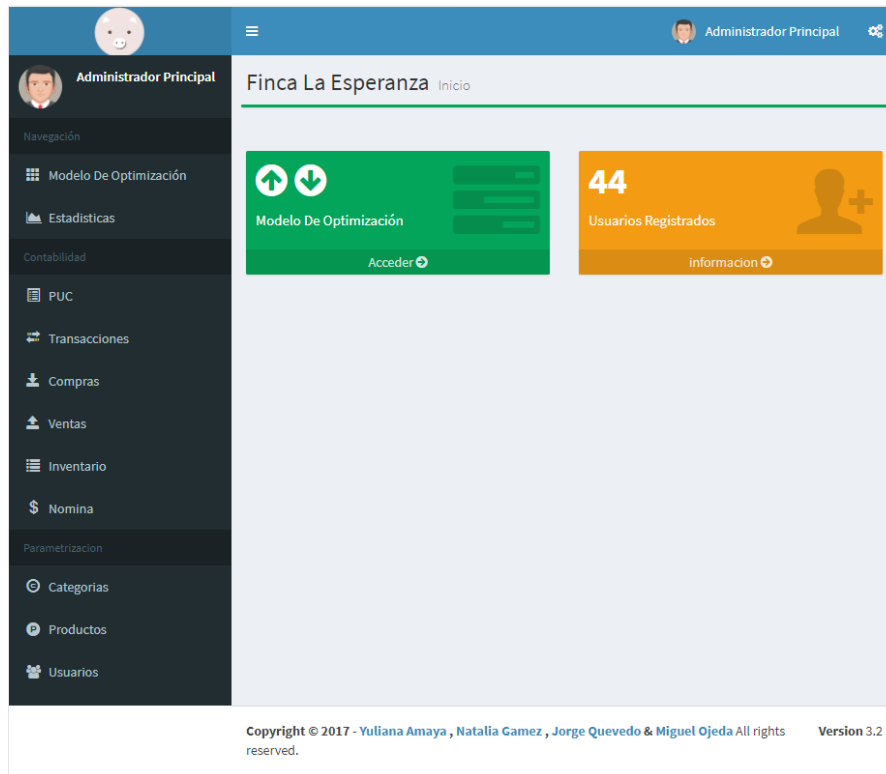 Administrador Principal
Administrador Principal
Finca La Esperanza Inicio
Navegación
Modelo De Optimización
Estadisticas
Contabilidad
PUC
Transacciones
Compras
Ventas
Inventario
$ Nomina
Parametrizacion
© Categorias
P Productos
Usuarios
Modelo De Optimización
Acceder
44
Usuarios Registrados
informacion
Copyright © 2017 - Yuliana Amaya , Natalia Gamez , Jorge Quevedo & Miguel Ojeda All rights
reserved.
Version 3.2